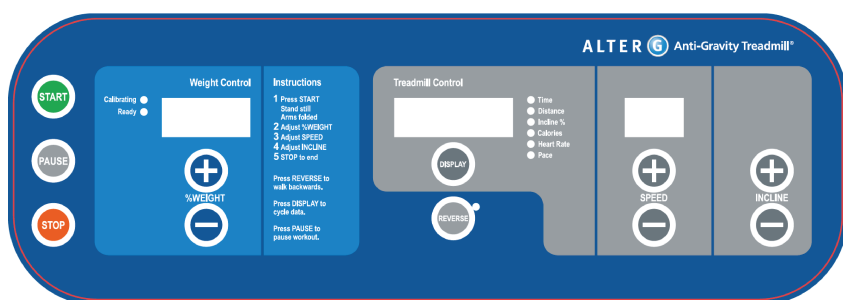 ALTER G Anti-Gravity Treadmill®
START
PAUSE
STOP
Weight Control
Calibrating
Ready
%WEIGHT
Instructions
1 Press START
Stand still
Arms folded
2 Adjust %WEIGHT
3 Adjust SPEED
4 Adjust INCLINE
5 STOP to end
Press REVERSE to
walk backwards.
Press DISPLAY to
cycle data.
Press PAUSE to
pause workout.
Treadmill Control
Time
Distance
Incline %
Calories
Heart Rate
Pace
DISPLAY
REVERSE
SPEED
INCLINE